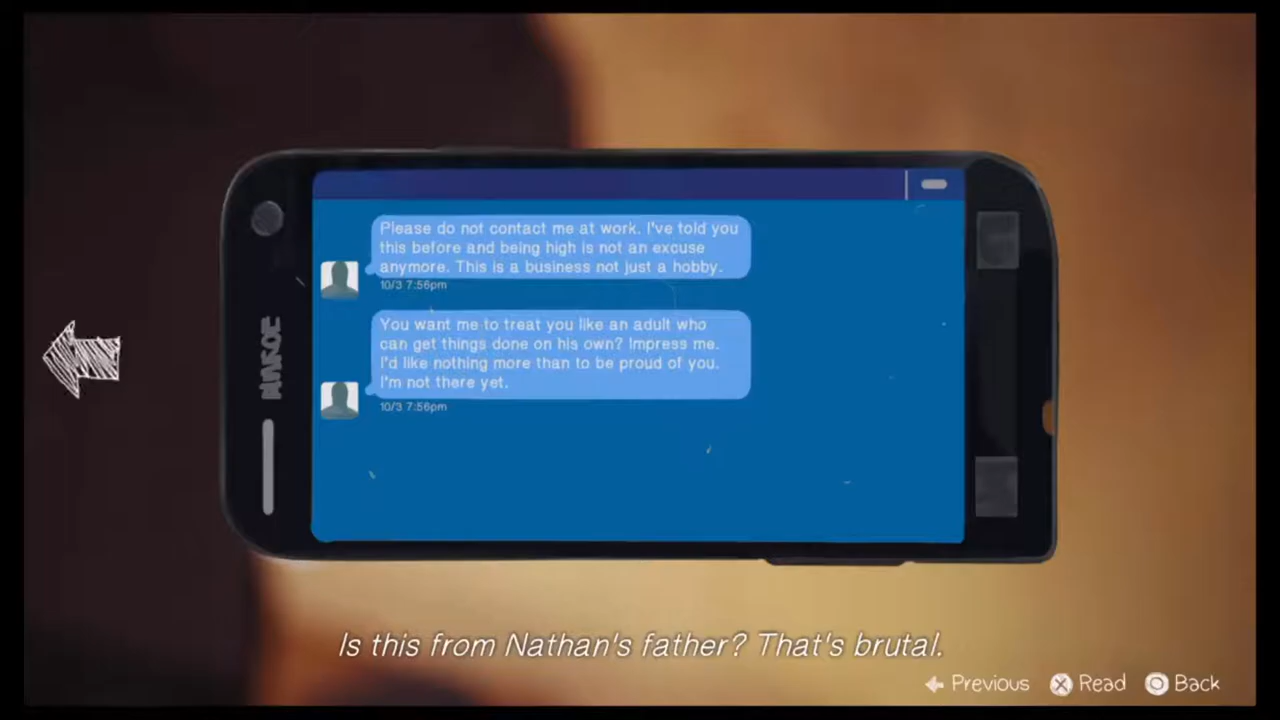 Please do not contact me at work. I've told you
this before and being high is not an excuse
anymore. This is a business not just a hobby.
10/3 7:56pm
You want me to treat you like an adult who
can get things done on his own? Impress me.
I'd like nothing more than to be proud of you.
I'm not there yet.
10/3 7:56pm
Is this from Nathan's father? That's brutal.
Previous
Read
Back